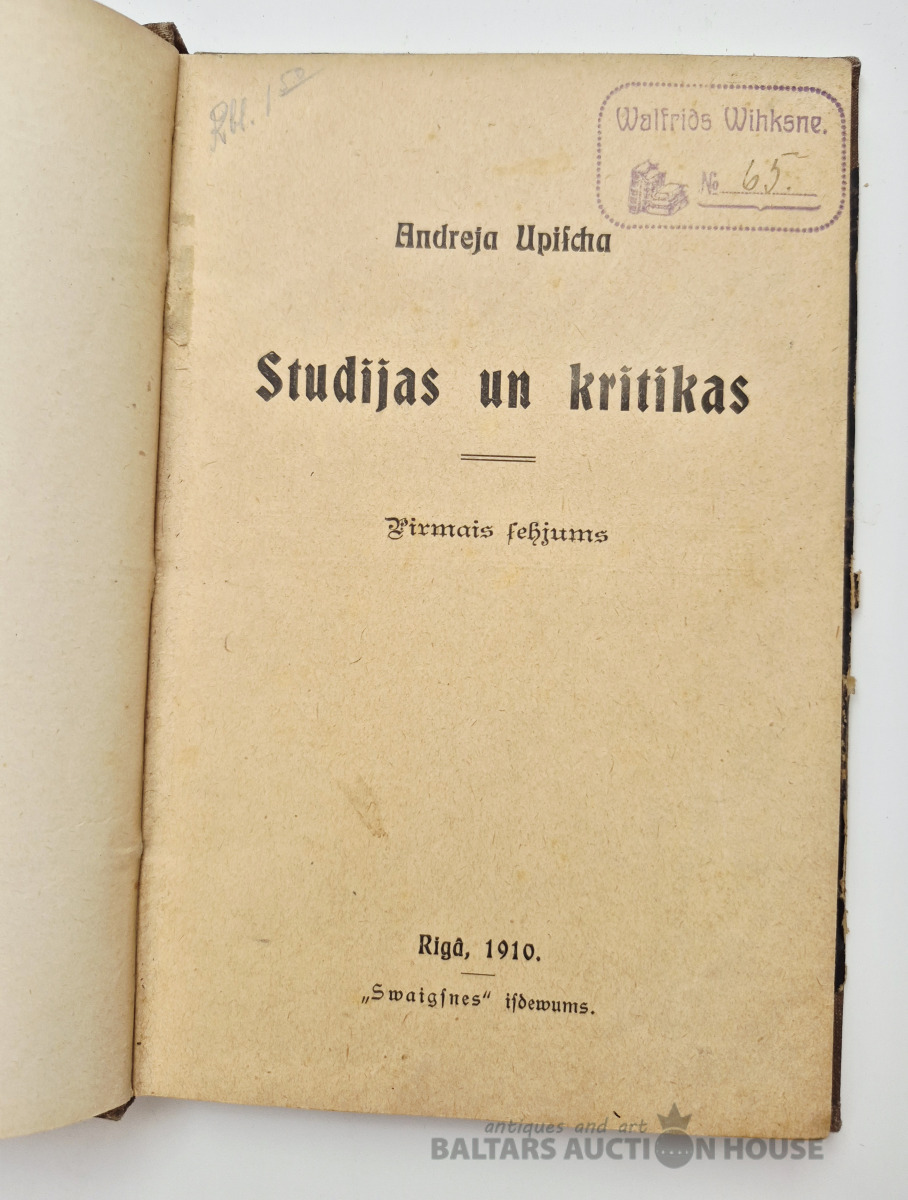 Rbl. 1 50
Walfrids Wihksne.
№ 65.
Andreja Upiſcha
Studijas un kritikas
Pirmais ſehjums
Rigâ, 1910.
„Swaigſnes“ iſdewums.
antiques and art
BALTARS AUCTION HOUSE